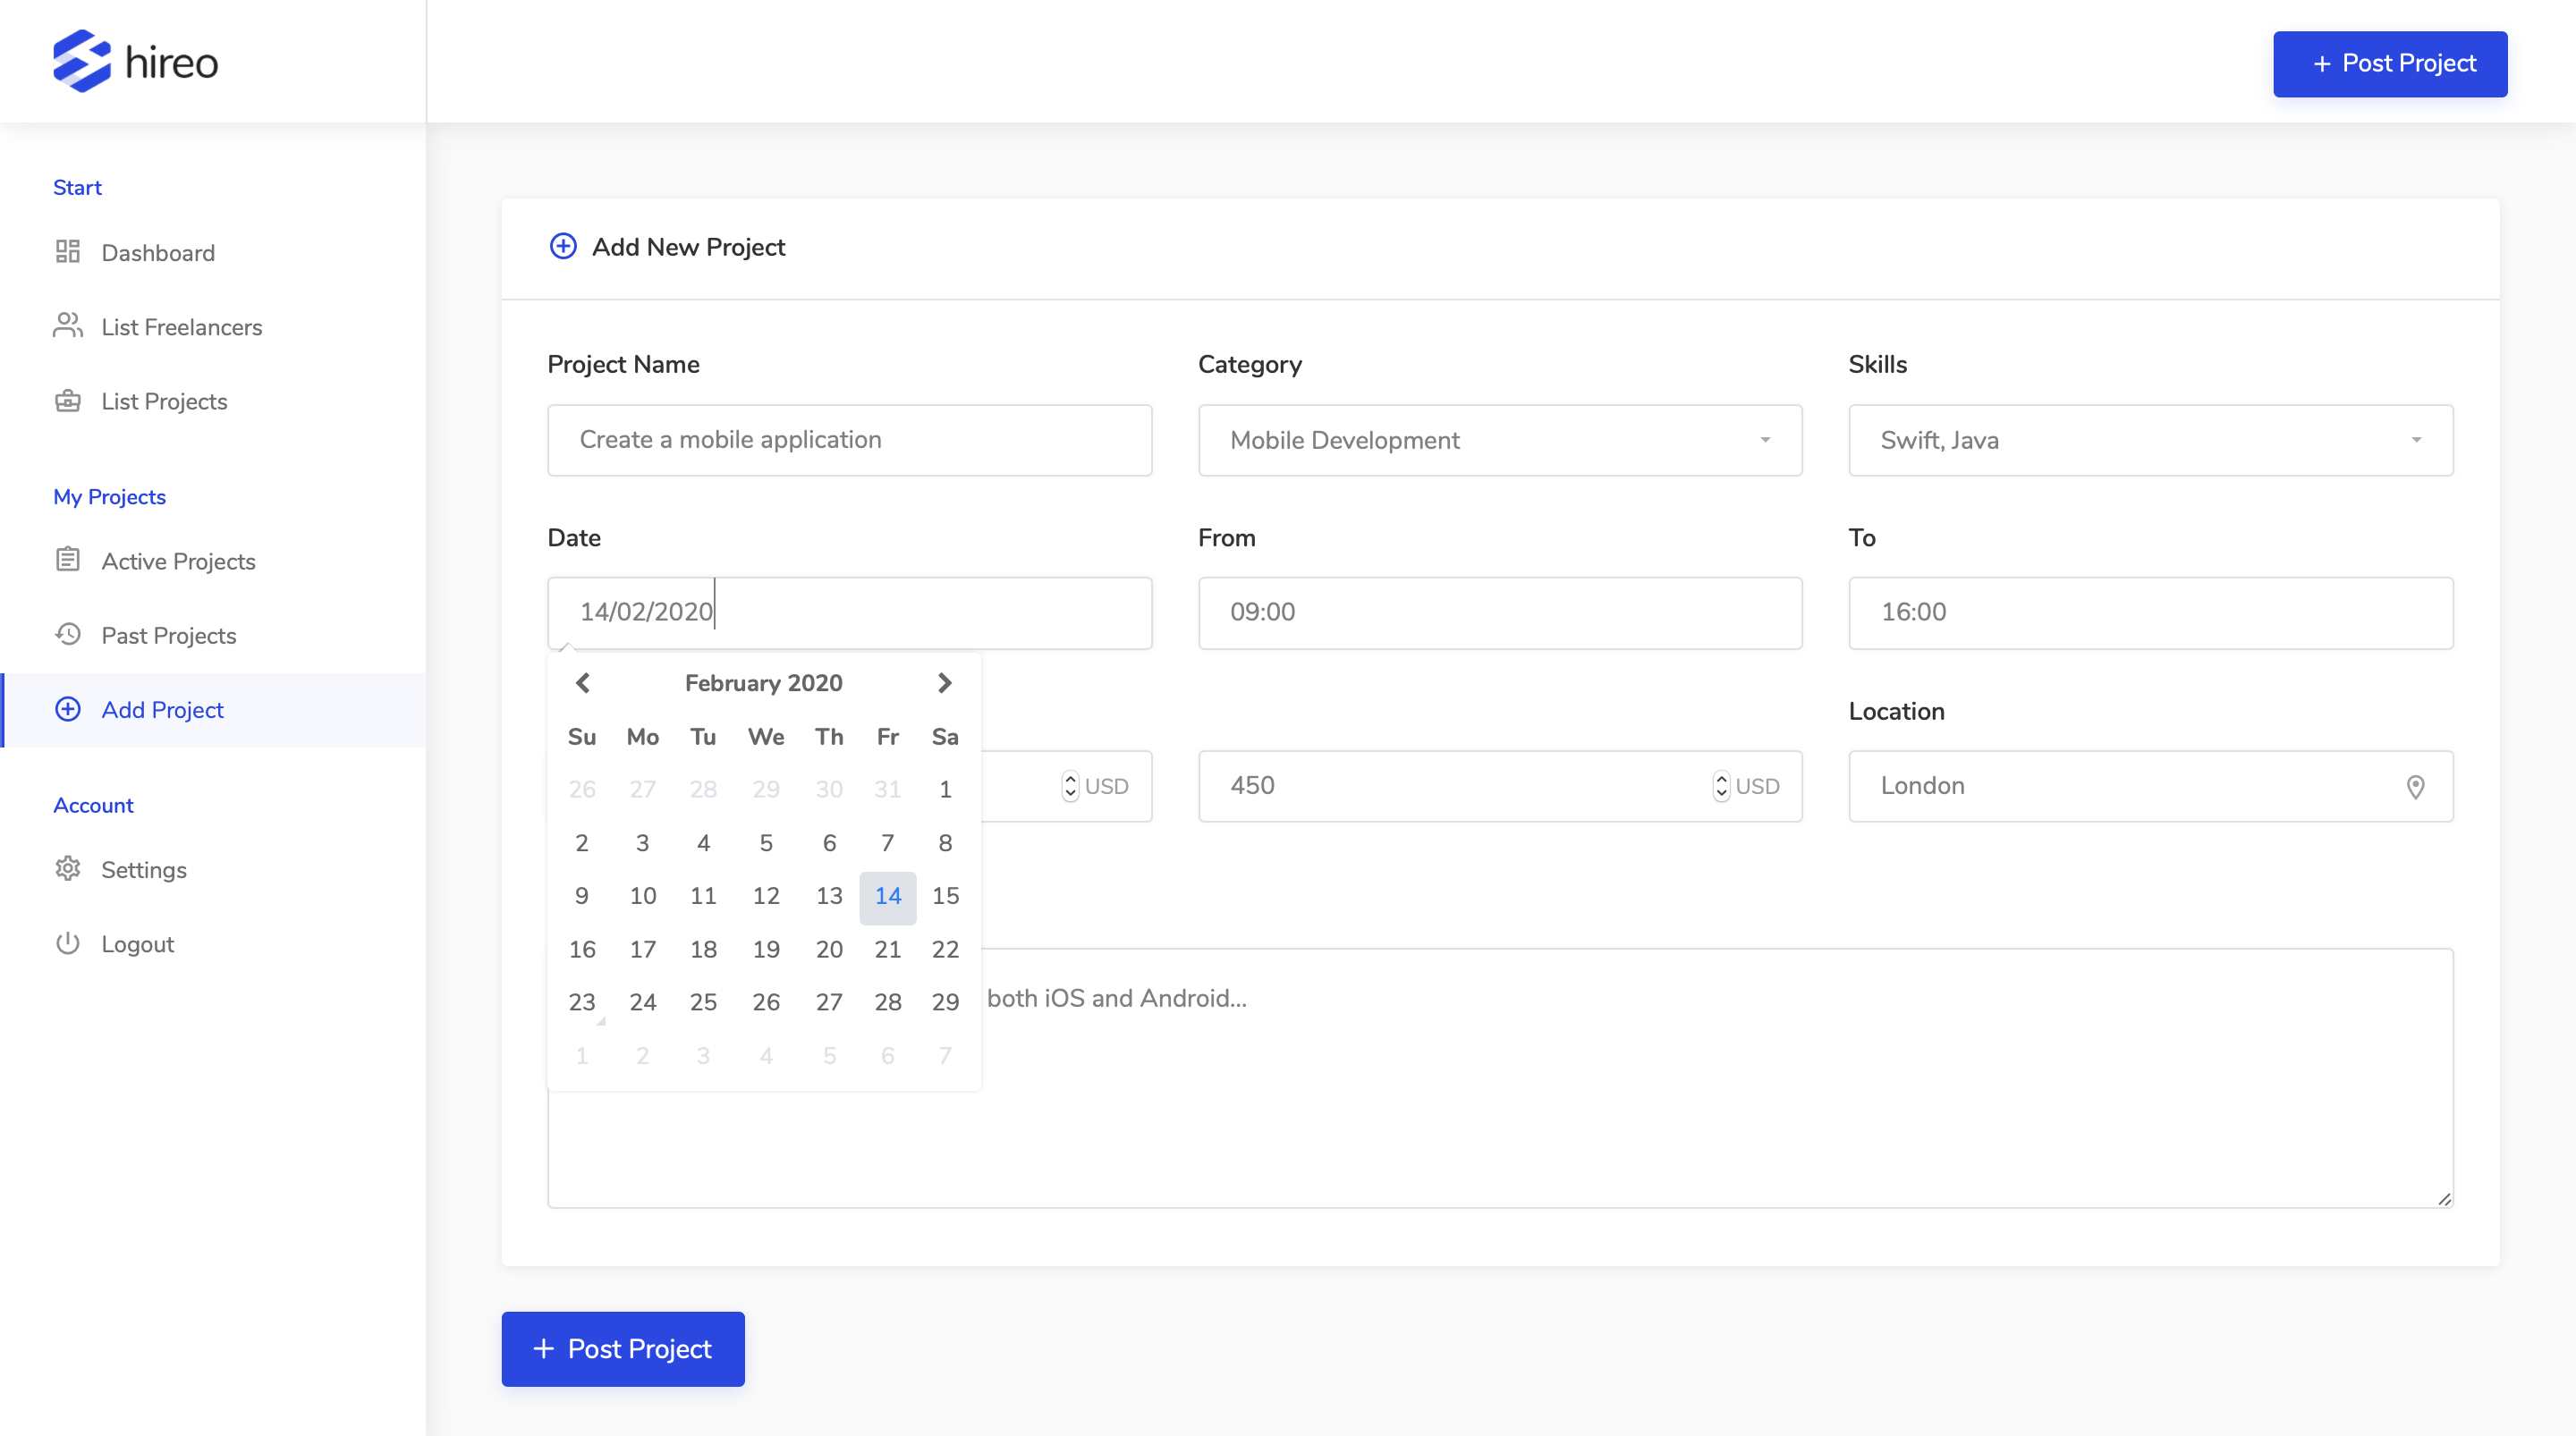 hireo
+ Post Project
Start
Dashboard
List Freelancers
List Projects
My Projects
Active Projects
Past Projects
Add Project
Account
Settings
Logout
Add New Project
Project Name
Category
Skills
Create a mobile application
Mobile Development
Swift, Java
Date
From
To
14/02/2020
09:00
16:00
February 2020
Su Mo Tu We Th Fr Sa
26 27 28 29 30 31 1
2 3 4 5 6 7 8
9 10 11 12 13 14 15
16 17 18 19 20 21 22
23 24 25 26 27 28 29
1 2 3 4 5 6 7
Location
USD
450 USD
London
both iOS and Android...
+ Post Project